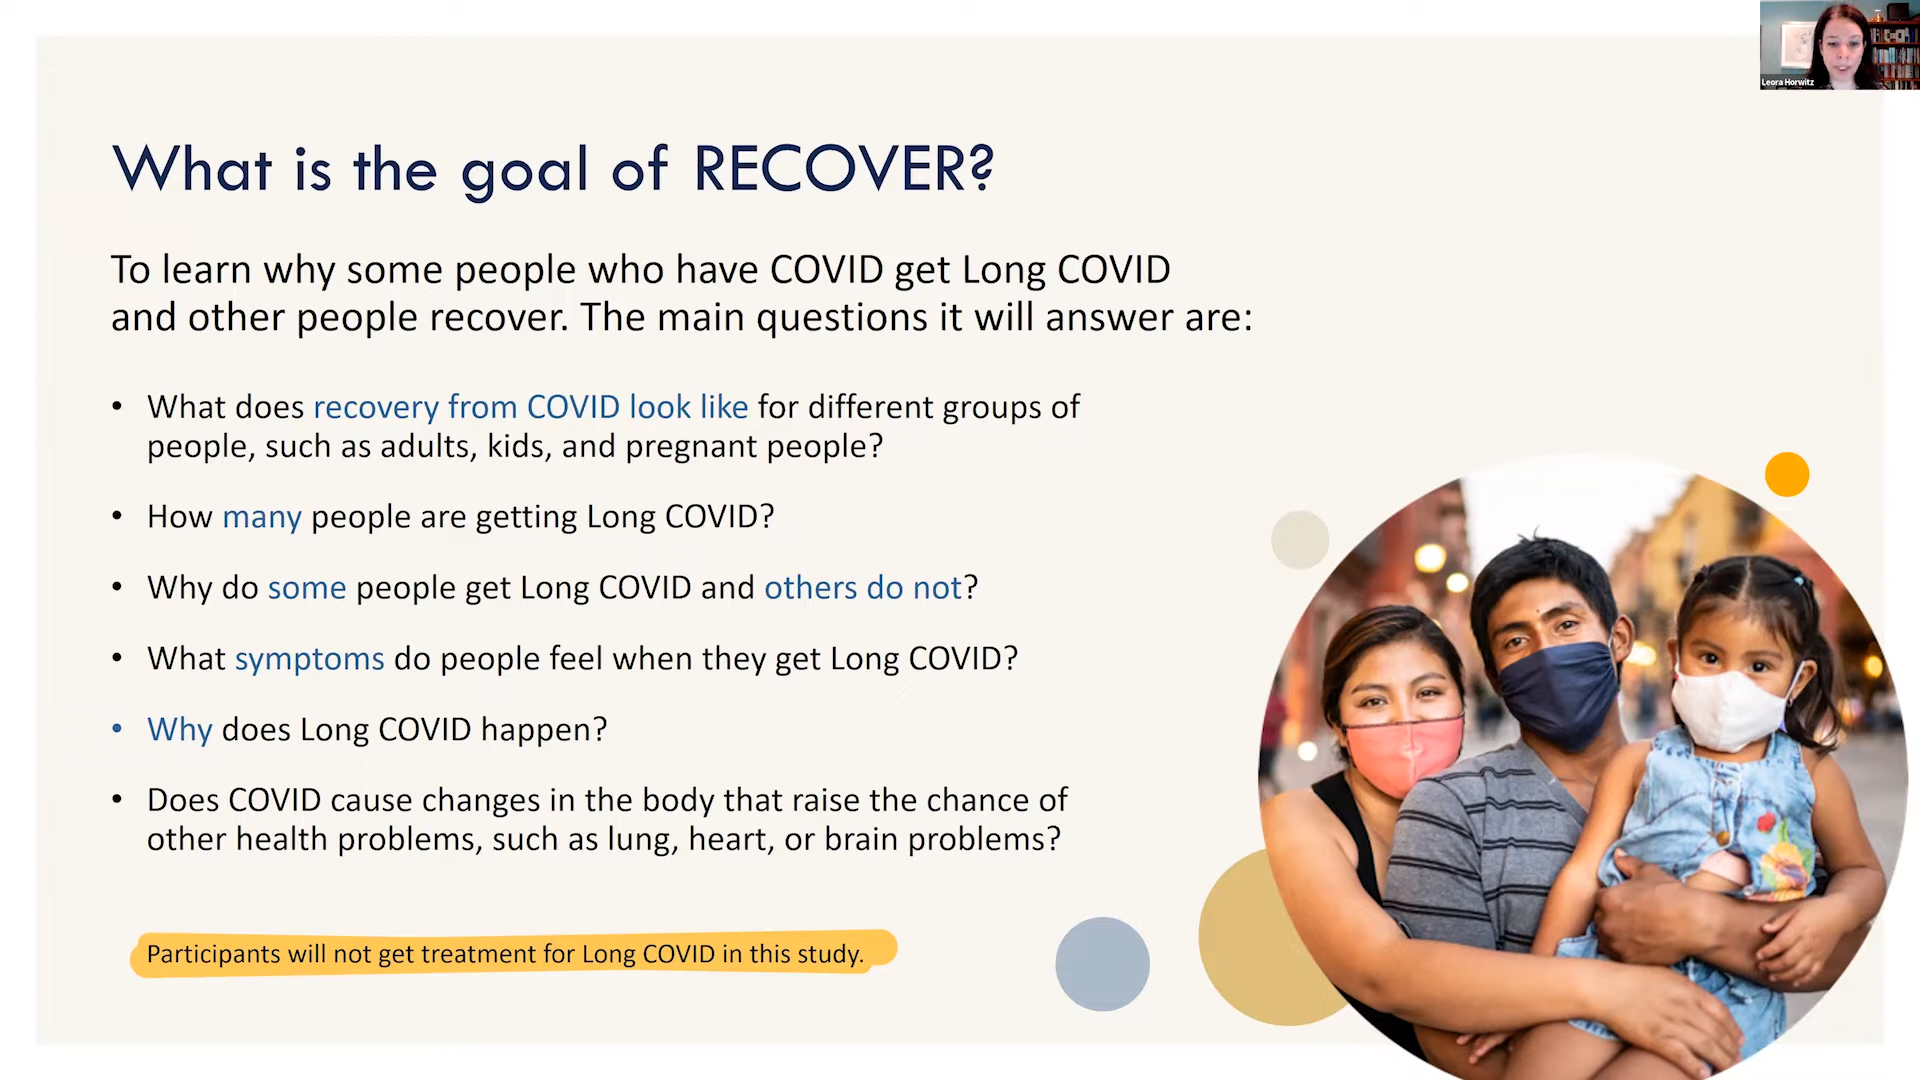 Leora Horwitz
What is the goal of RECOVER?
To learn why some people who have COVID get Long COVID
and other people recover. The main questions it will answer are:
• What does recovery from COVID look like for different groups of
people, such as adults, kids, and pregnant people?
• How many people are getting Long COVID?
• Why do some people get Long COVID and others do not?
• What symptoms do people feel when they get Long COVID?
• Why does Long COVID happen?
• Does COVID cause changes in the body that raise the chance of
other health problems, such as lung, heart, or brain problems?
Participants will not get treatment for Long COVID in this study.